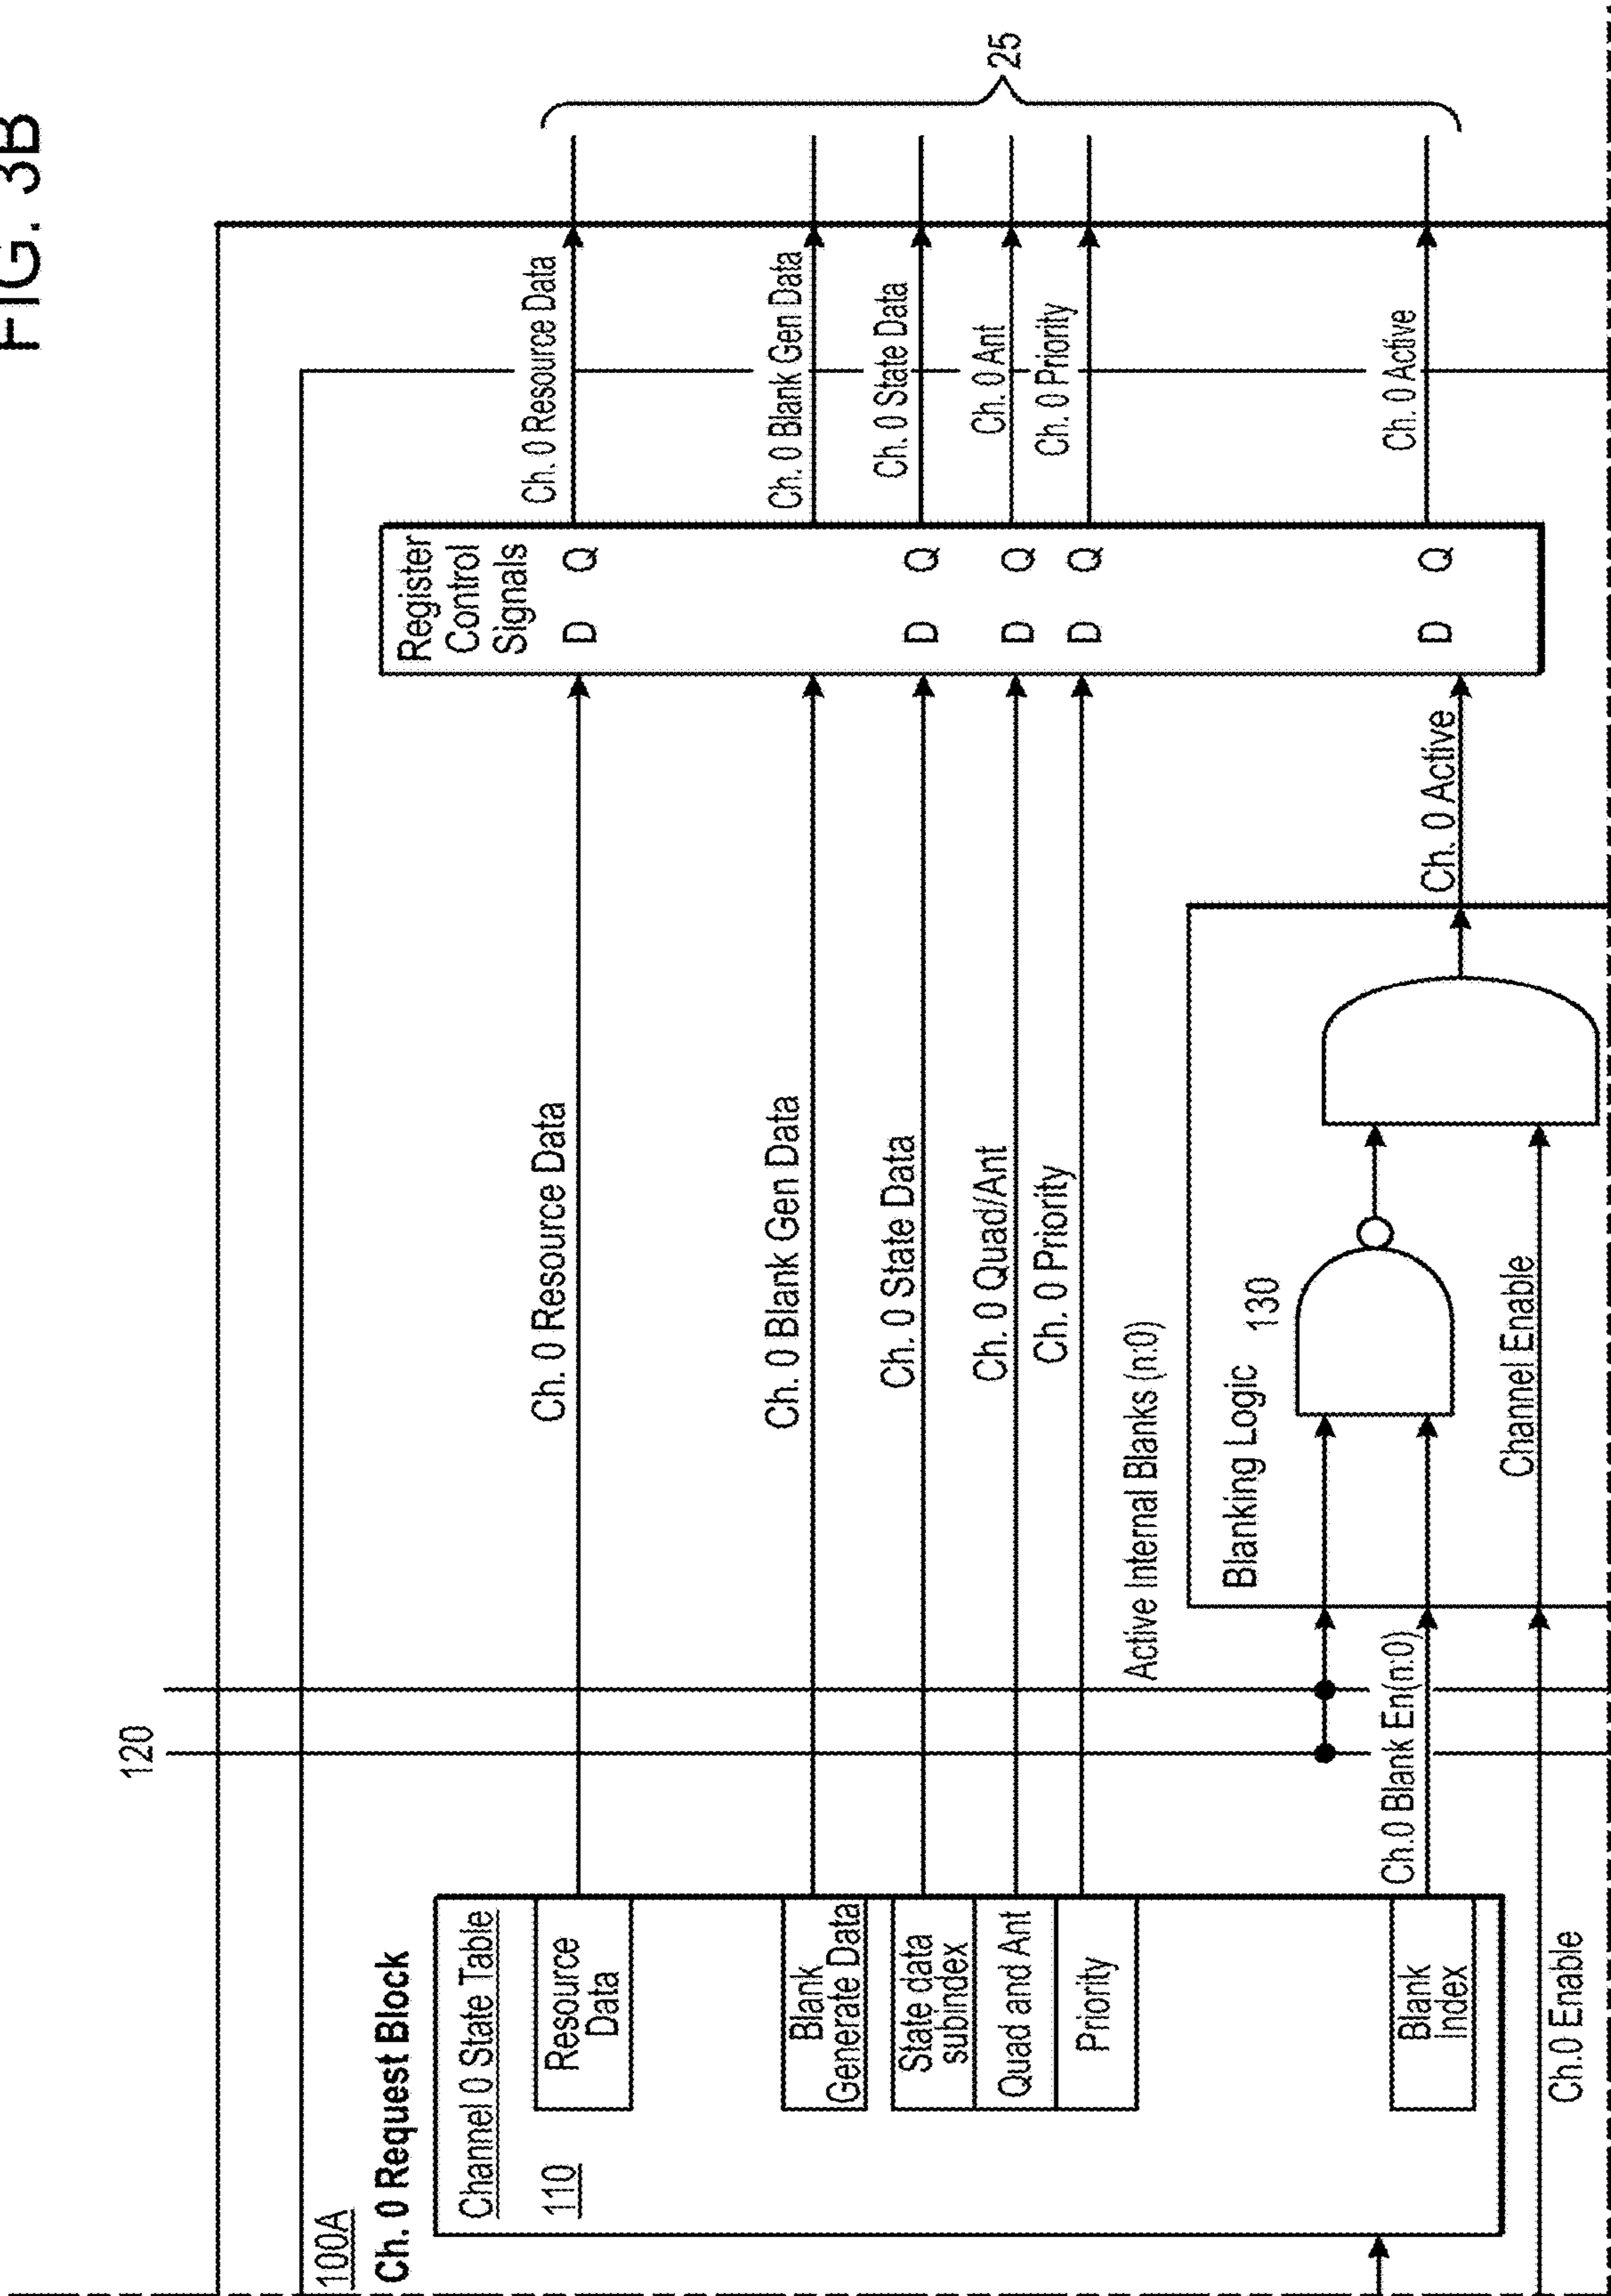 FIG. 3B
120
100A
Ch. 0 Request Block
Channel 0 State Table
110
Resource
Data
Blank
Generate Data
State data
subindex
Quad and Ant
Priority
Blank
Index
Ch. 0 Resource Data
Ch. 0 Blank Gen Data
Ch. 0 State Data
Ch. 0 Quad/Ant
Ch. 0 Priority
Active Internal Blanks (n:0)
Ch.0 Blank En(n:0)
Ch.0 Enable
Blanking Logic
130
Channel Enable
Ch. 0 Active
Register
Control
Signals
D Q
D Q
D Q
D Q
D Q
Ch. 0 Resource Data
Ch. 0 Blank Gen Data
Ch. 0 State Data
Ch. 0 Ant
Ch. 0 Priority
Ch. 0 Active
25